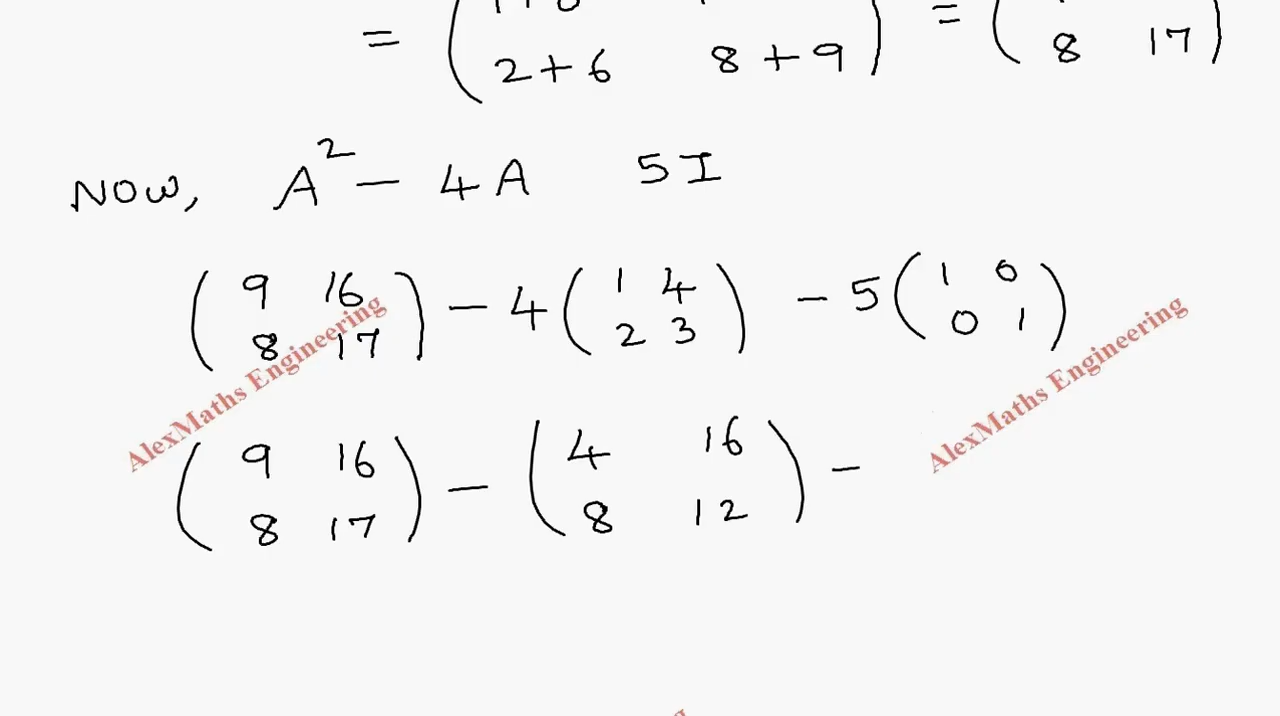 = ( 2+6 8+9 ) = ( 8 17 )
Now, A² - 4A 5I
( 9 16 ) - 4 ( 1 4 ) - 5 ( 1 0 )
( 8 17 ) ( 2 3 ) ( 0 1 )
AlexMaths Engineering AlexMaths Engineering
( 9 16 ) - ( 4 16 ) -
( 8 17 ) ( 8 12 )